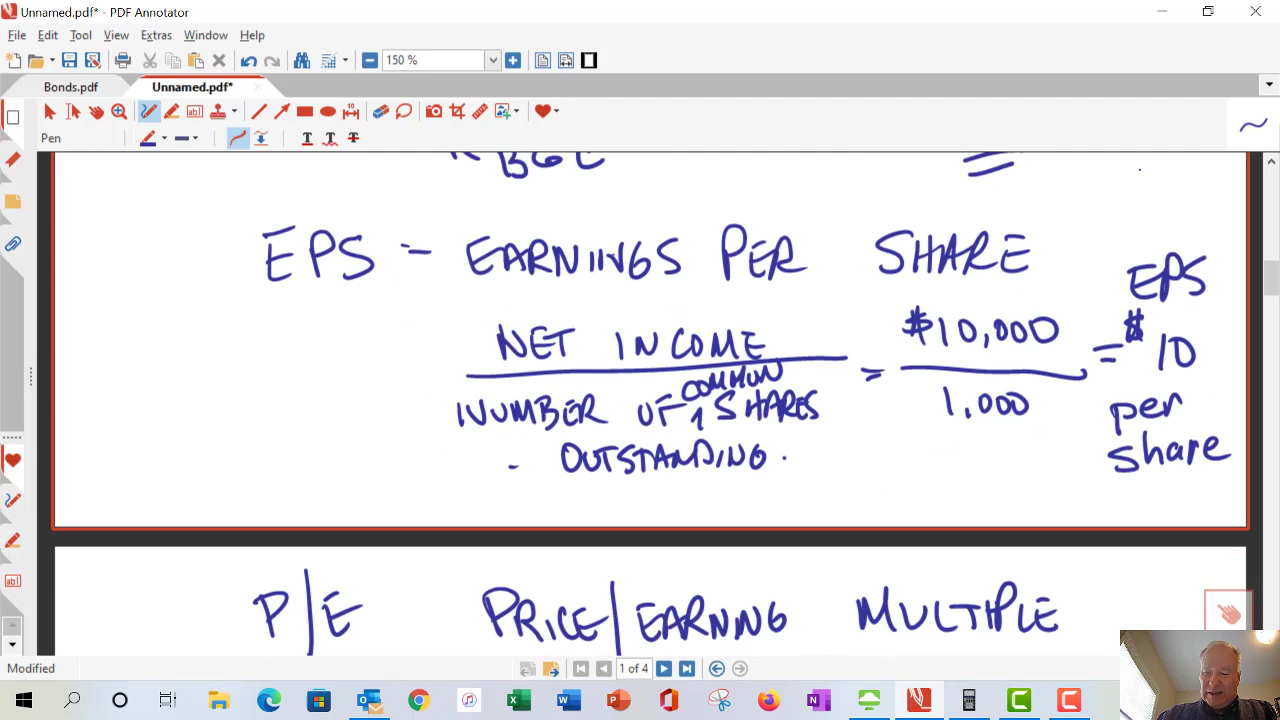 Unnamed.pdf* - PDF Annotator
File Edit Tool View Extras Window Help
150 %
Bonds.pdf Unnamed.pdf*
10
Pen
T T T
BGC
EPS - EARNINGS PER SHARE
EPS
NET INCOME = $10,000 = $10
COMMON
NUMBER OF SHARES 1,000 per
OUTSTANDING share
P/E PRICE/EARNING MULTIPLE
Modified 1 of 4